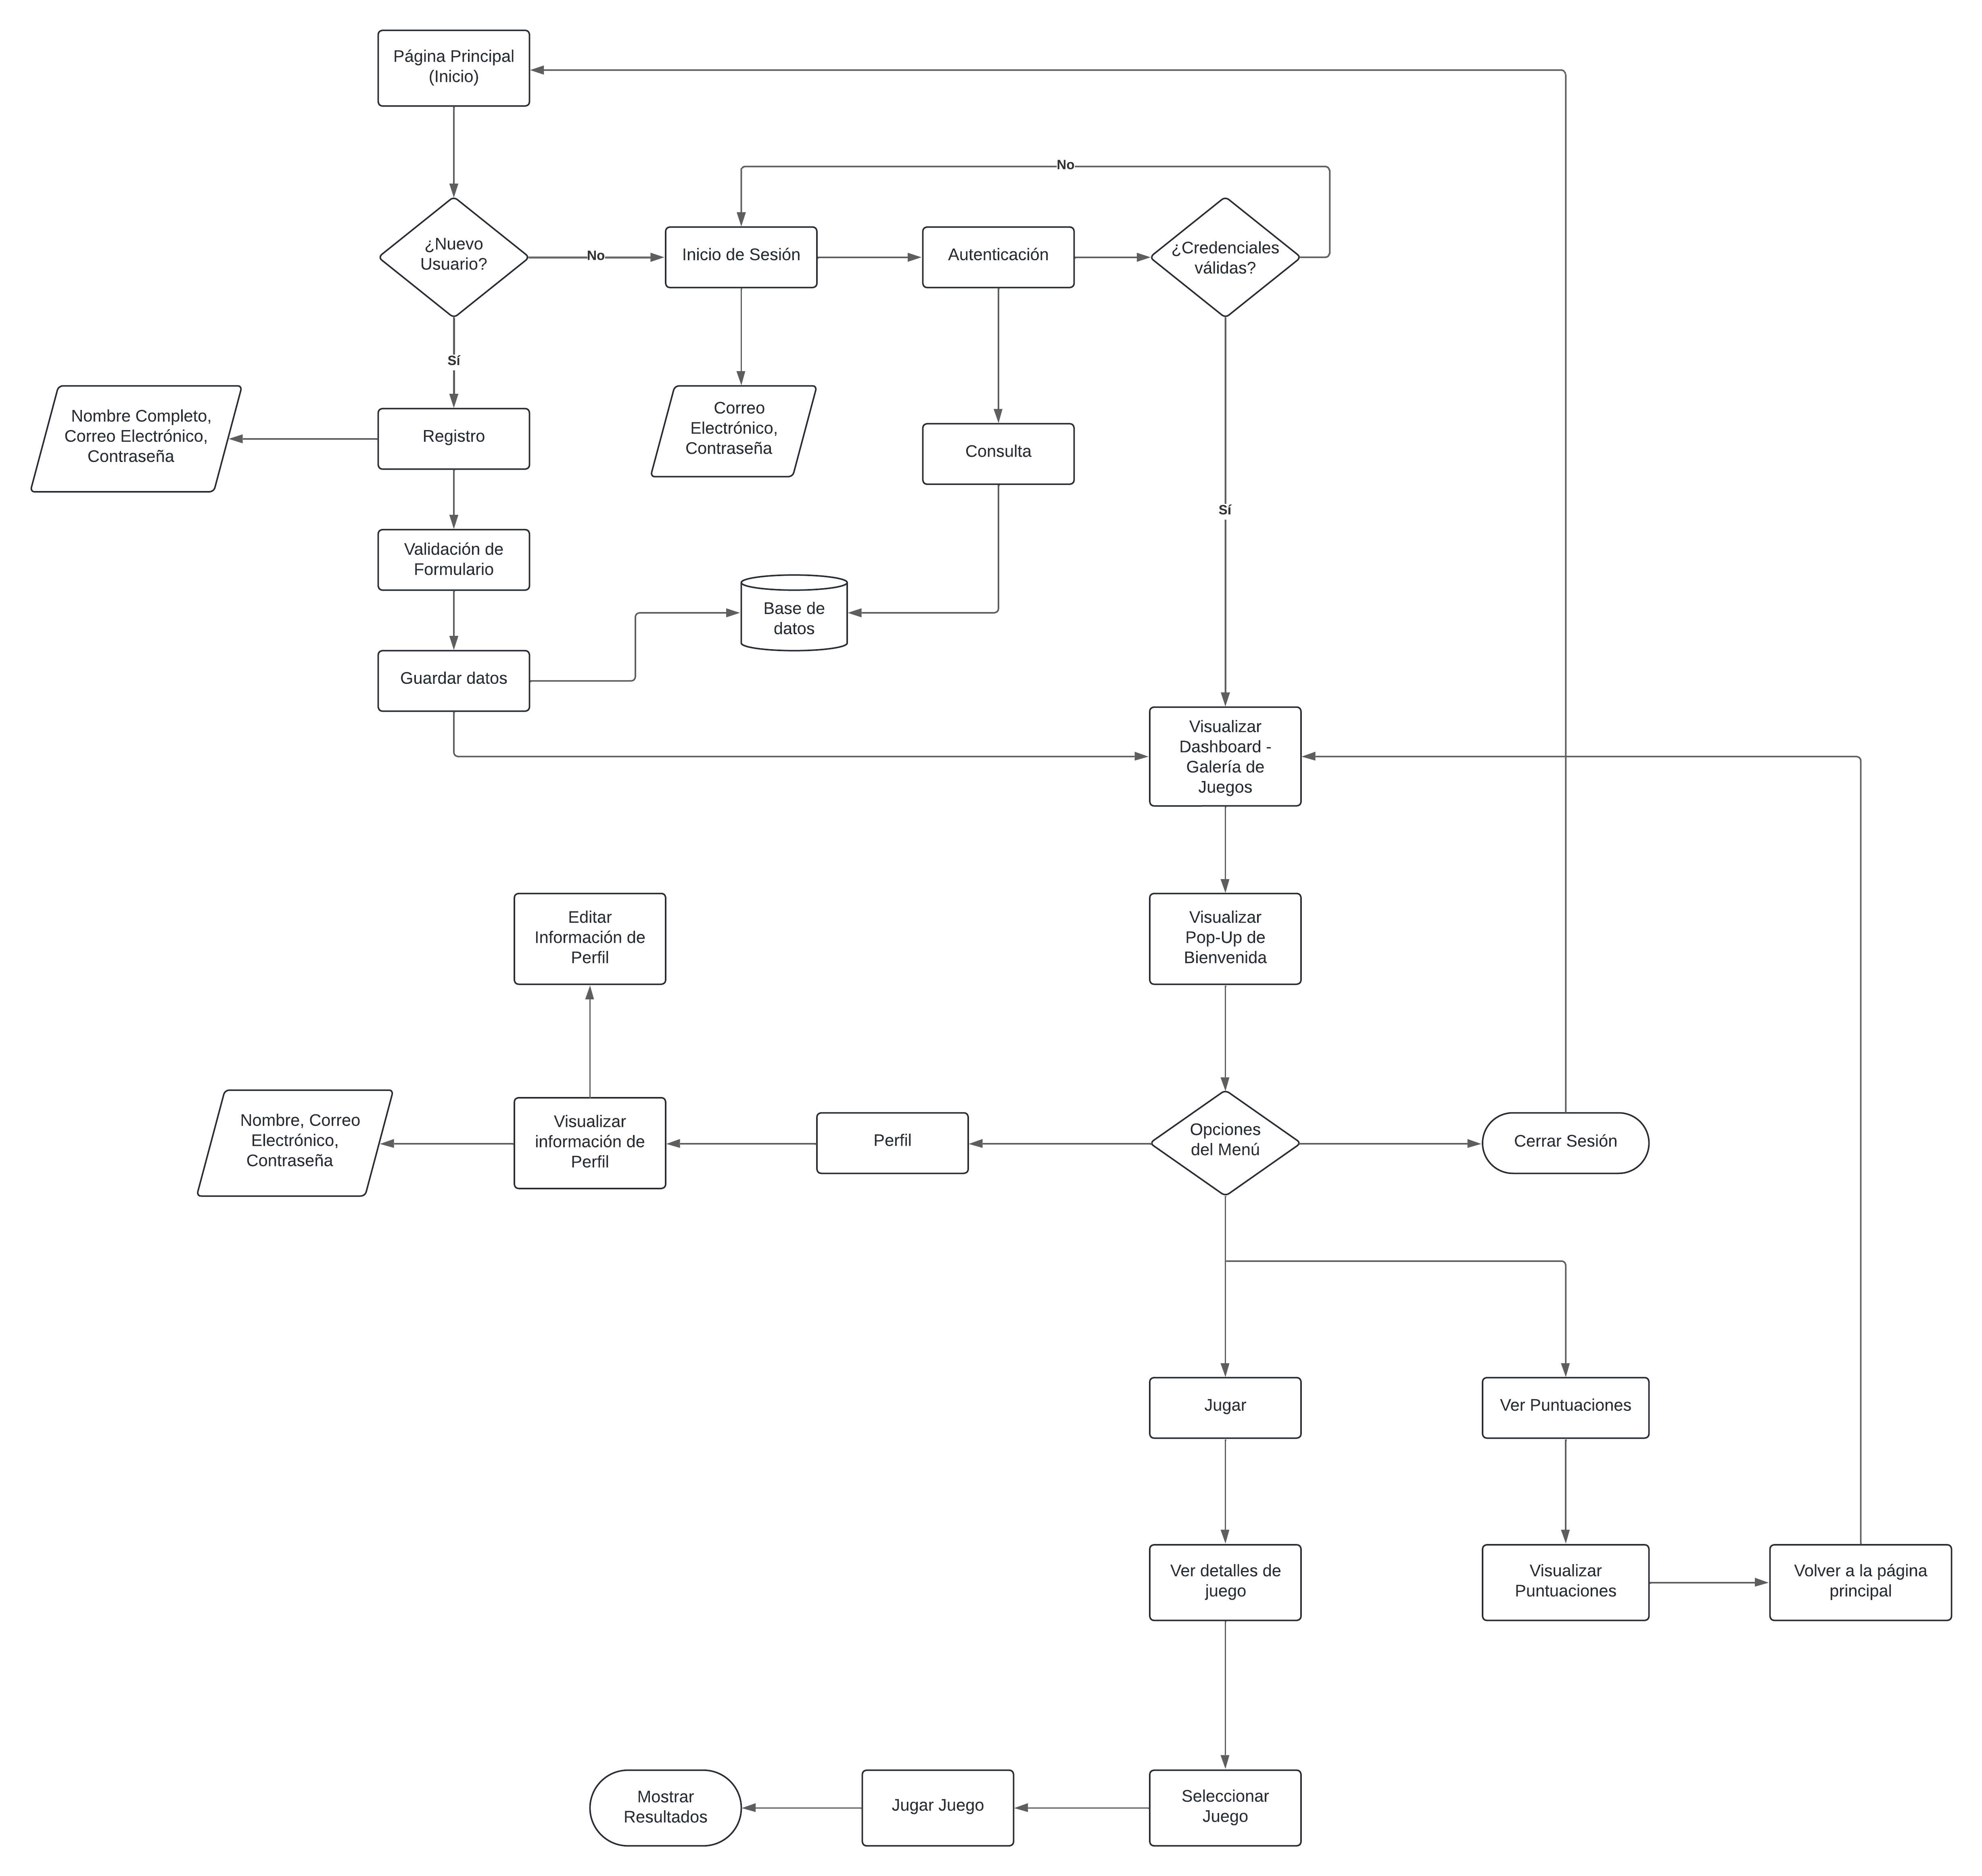 Página Principal
(Inicio)
No
¿Nuevo
Usuario?
No
Inicio de Sesión
Autenticación
¿Credenciales
válidas?
Sí
Nombre Completo,
Correo Electrónico,
Contraseña
Registro
Correo
Electrónico,
Contraseña
Consulta
Sí
Validación de
Formulario
Base de
datos
Guardar datos
Visualizar
Dashboard -
Galería de
Juegos
Editar
Información de
Perfil
Visualizar
Pop-Up de
Bienvenida
Nombre, Correo
Electrónico,
Contraseña
Visualizar
información de
Perfil
Perfil
Opciones
del Menú
Cerrar Sesión
Jugar
Ver Puntuaciones
Ver detalles de
juego
Visualizar
Puntuaciones
Volver a la página
principal
Mostrar
Resultados
Jugar Juego
Seleccionar
Juego